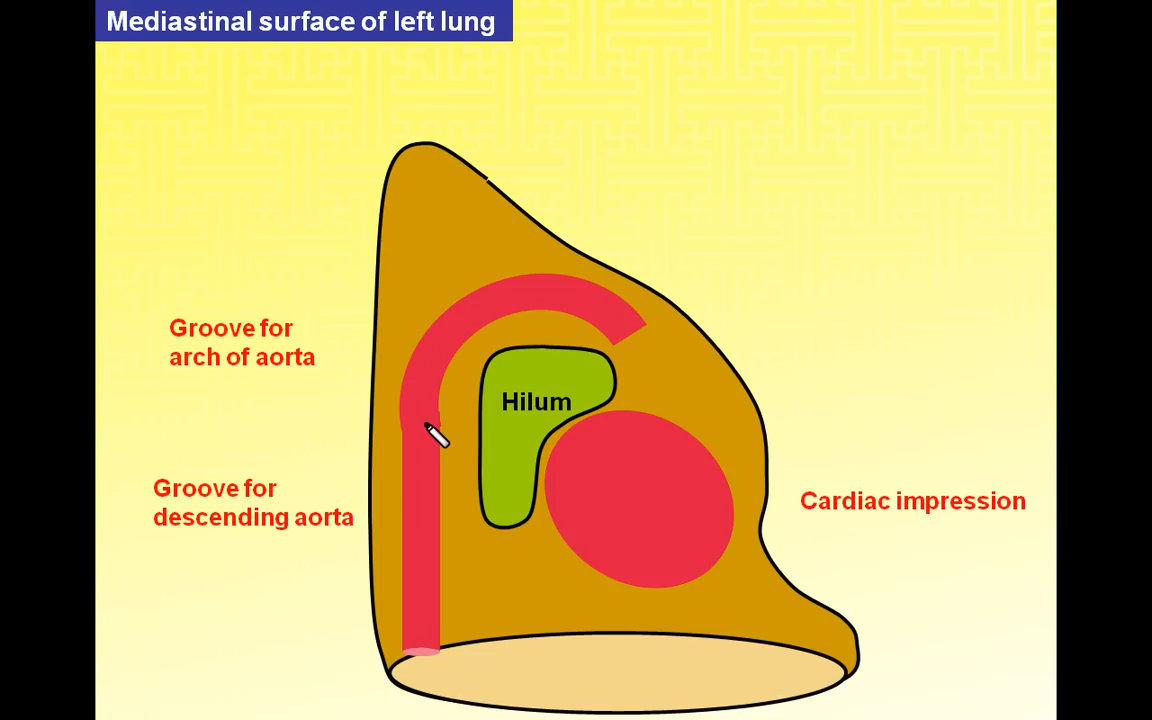 Mediastinal surface of left lung
Groove for
arch of aorta
Hilum
Groove for
descending aorta
Cardiac impression